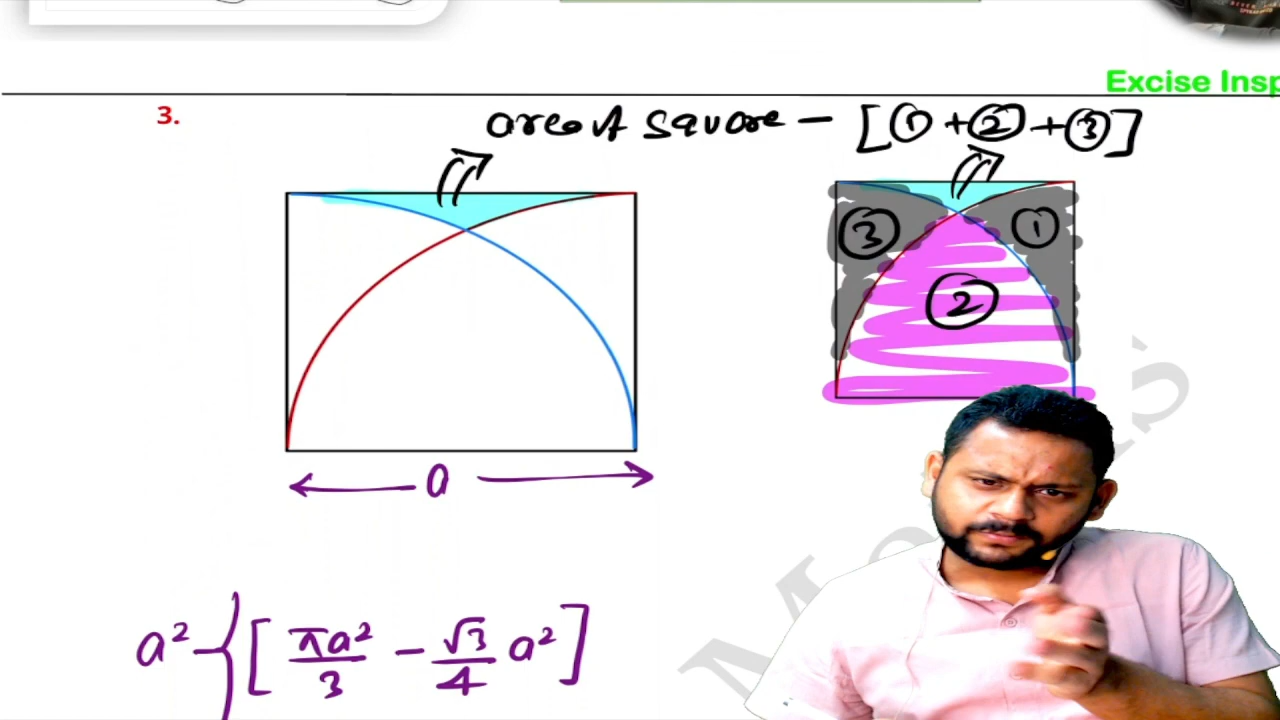 Excise Insp
3.
area of square - [① + ② + ③]
③
①
②
a
a² - { [ πa²/3 - √3/4 a² ]